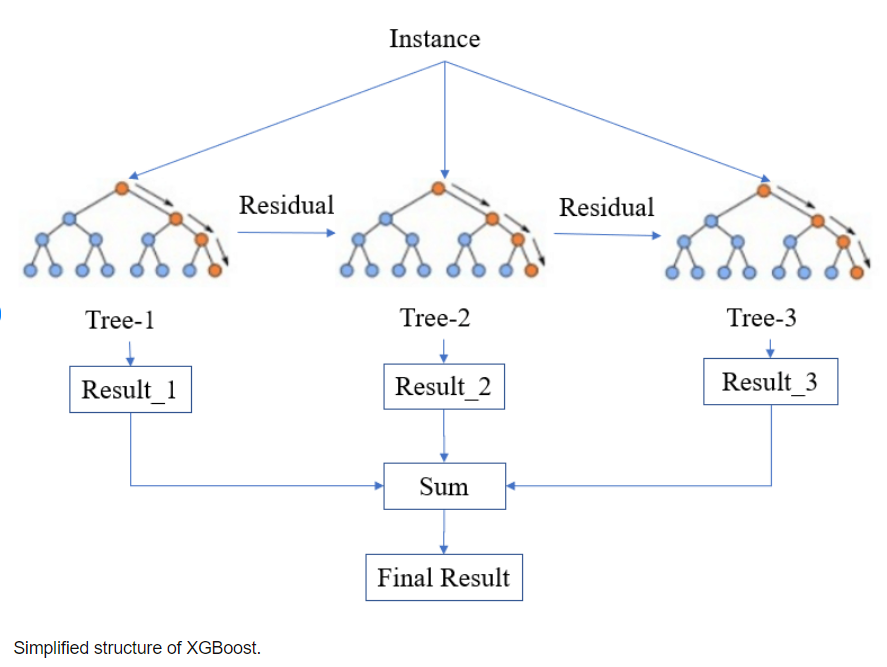 Instance
Residual
Residual
Tree-1
Tree-2
Tree-3
Result_1
Result_2
Result_3
Sum
Final Result
Simplified structure of XGBoost.